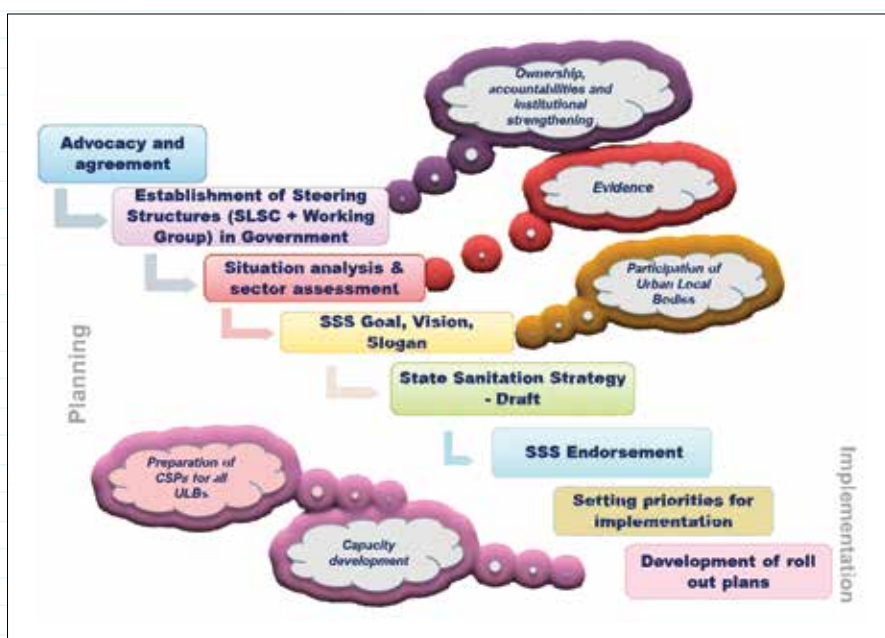 Ownership,
accountabilities and
institutional
strengthening
Advocacy and
agreement
Evidence
Establishment of Steering
Structures (SLSC + Working
Group) in Government
Situation analysis &
sector assessment
Participation of
Urban Local
Bodies
SSS Goal, Vision,
Slogan
Planning
State Sanitation Strategy
- Draft
SSS Endorsement
Preparation of
CSPs for all
ULBs.
Setting priorities for
implementation
Capacity
development
Development of roll
out plans
Implementation